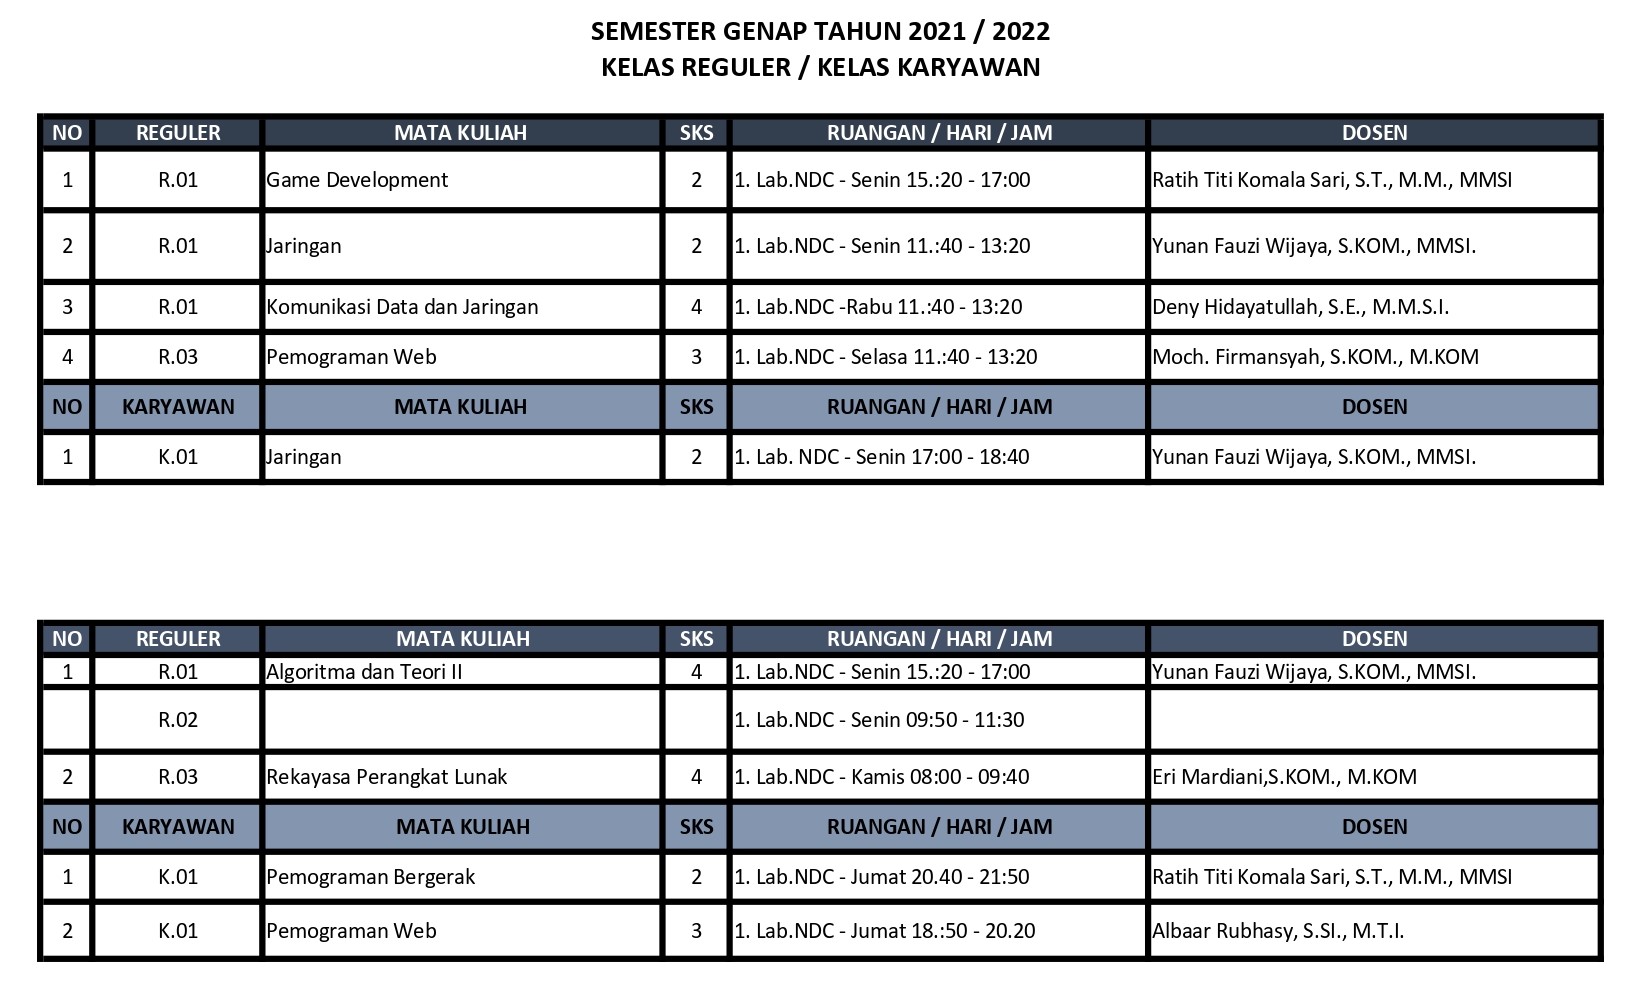 SEMESTER GENAP TAHUN 2021 / 2022
KELAS REGULER / KELAS KARYAWAN
NO REGULER MATA KULIAH SKS RUANGAN / HARI / JAM DOSEN
1 R.01 Game Development 2 1. Lab.NDC - Senin 15.:20 - 17:00 Ratih Titi Komala Sari, S.T., M.M., MMSI
2 R.01 Jaringan 2 1. Lab.NDC - Senin 11.:40 - 13:20 Yunan Fauzi Wijaya, S.KOM., MMSI.
3 R.01 Komunikasi Data dan Jaringan 4 1. Lab.NDC -Rabu 11.:40 - 13:20 Deny Hidayatullah, S.E., M.M.S.I.
4 R.03 Pemograman Web 3 1. Lab.NDC - Selasa 11.:40 - 13:20 Moch. Firmansyah, S.KOM., M.KOM
NO KARYAWAN MATA KULIAH SKS RUANGAN / HARI / JAM DOSEN
1 K.01 Jaringan 2 1. Lab. NDC - Senin 17:00 - 18:40 Yunan Fauzi Wijaya, S.KOM., MMSI.
NO REGULER MATA KULIAH SKS RUANGAN / HARI / JAM DOSEN
1 R.01 Algoritma dan Teori II 4 1. Lab.NDC - Senin 15.:20 - 17:00 Yunan Fauzi Wijaya, S.KOM., MMSI.
R.02 1. Lab.NDC - Senin 09:50 - 11:30
2 R.03 Rekayasa Perangkat Lunak 4 1. Lab.NDC - Kamis 08:00 - 09:40 Eri Mardiani,S.KOM., M.KOM
NO KARYAWAN MATA KULIAH SKS RUANGAN / HARI / JAM DOSEN
1 K.01 Pemograman Bergerak 2 1. Lab.NDC - Jumat 20.40 - 21:50 Ratih Titi Komala Sari, S.T., M.M., MMSI
2 K.01 Pemograman Web 3 1. Lab.NDC - Jumat 18.:50 - 20.20 Albaar Rubhasy, S.SI., M.T.I.